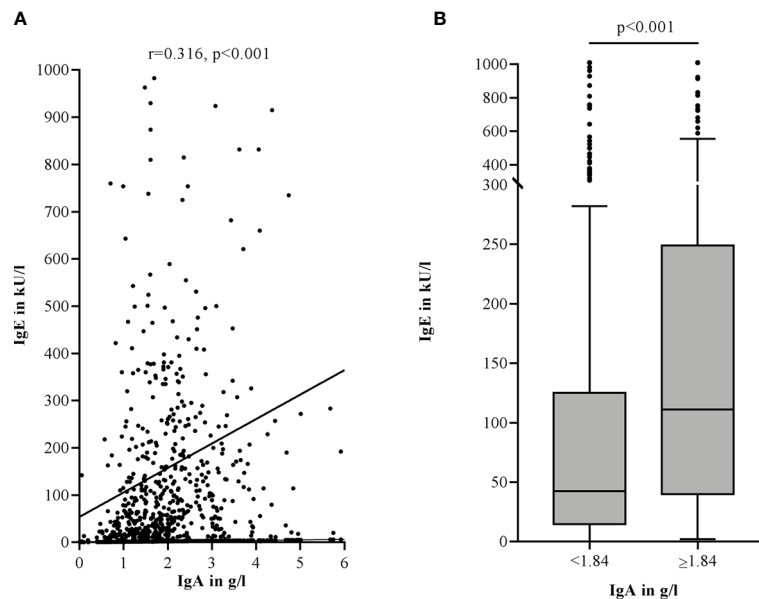 A
r=0.316, p<0.001
1000
900
800
700
600
500
400
300
200
100
0
0 1 2 3 4 5 6
IgE in kU/l
IgA in g/l
B
p<0.001
1000
800
600
400
300
250
200
150
100
50
0
<1.84 ≥1.84
IgE in kU/l
IgA in g/l